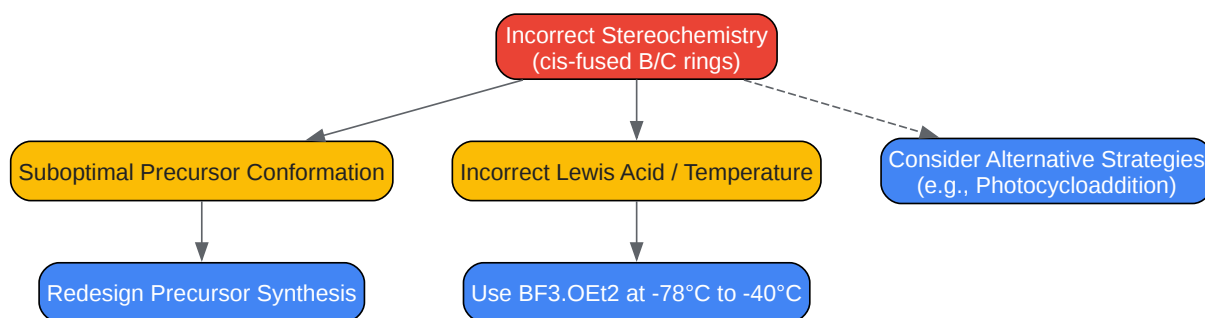 Incorrect Stereochemistry
(cis-fused B/C rings)
Suboptimal Precursor Conformation
Incorrect Lewis Acid / Temperature
Consider Alternative Strategies
(e.g., Photocycloaddition)
Redesign Precursor Synthesis
Use BF3.OEt2 at -78°C to -40°C